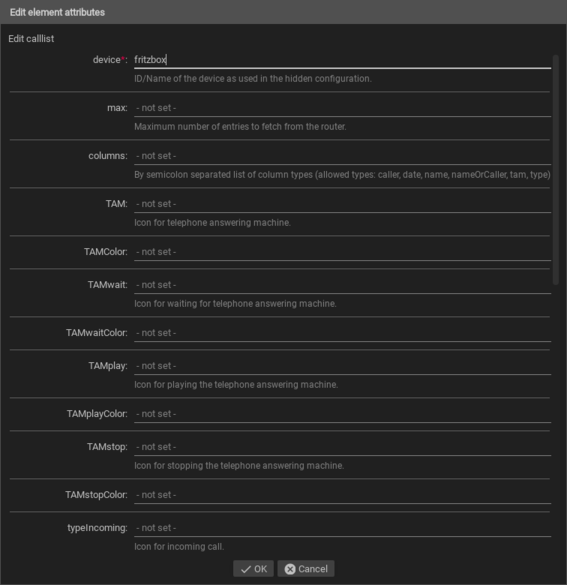 Edit element attributes
Edit calllist
device*: fritzbox
ID/Name of the device as used in the hidden configuration.
max: - not set -
Maximum number of entries to fetch from the router.
columns: - not set -
By semicolon separated list of column types (allowed types: caller, date, name, nameOrCaller, tam, type)
TAM: - not set -
Icon for telephone answering machine.
TAMColor: - not set -
TAMwait: - not set -
Icon for waiting for telephone answering machine.
TAMwaitColor: - not set -
TAMplay: - not set -
Icon for playing the telephone answering machine.
TAMplayColor: - not set -
TAMstop: - not set -
Icon for stopping the telephone answering machine.
TAMstopColor: - not set -
typeIncoming: - not set -
Icon for incoming call.
OK Cancel